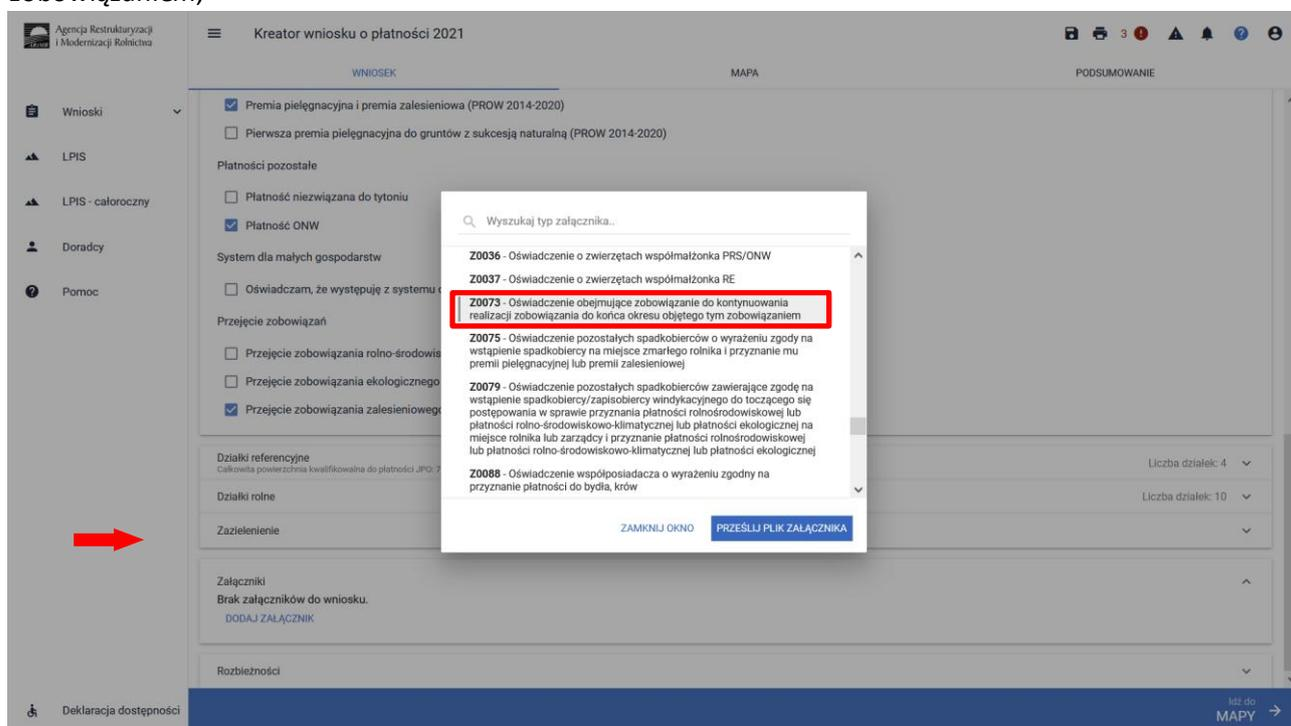 Agencja Restrukturyzacji
i Modernizacji Rolnictwa
Kreator wniosku o płatności 2021
3
WNIOSEK
MAPA
PODSUMOWANIE
Wnioski
LPIS
LPIS - całoroczny
Doradcy
Pomoc
Premia pielęgnacyjna i premia zalesieniowa (PROW 2014-2020)
Pierwsza premia pielęgnacyjna do gruntów z sukcesją naturalną (PROW 2014-2020)
Płatności pozostałe
Płatność niezwiązana do tytoniu
Płatność ONW
System dla małych gospodarstw
Oświadczam, że występuję z systemu
Przejęcie zobowiązań
Przejęcie zobowiązania rolno-środowis
Przejęcie zobowiązania ekologicznego
Przejęcie zobowiązania zalesienioweg
Wyszukaj typ załącznika..
Z0036 - Oświadczenie o zwierzętach współmałżonka PRS/ONW
Z0037 - Oświadczenie o zwierzętach współmałżonka RE
Z0073 - Oświadczenie obejmujące zobowiązanie do kontynuowania
realizacji zobowiązania do końca okresu objętego tym zobowiązaniem
Z0075 - Oświadczenie pozostałych spadkobierców o wyrażeniu zgody na
wstąpienie spadkobiercy na miejsce zmarłego rolnika i przyznanie mu
premii pielęgnacyjnej lub premii zalesieniowej
Z0079 - Oświadczenie pozostałych spadkobierców zawierające zgodę na
wstąpienie spadkobiercy/zapisobiercy windykacyjnego do toczącego się
postępowania w sprawie przyznania płatności rolnośrodowiskowej lub
płatności rolno-środowiskowo-klimatycznej lub płatności ekologicznej na
miejsce rolnika lub zarządcy i przyznanie płatności rolnośrodowiskowej
lub płatności rolno-środowiskowo-klimatycznej lub płatności ekologicznej
Z0088 - Oświadczenie współposiadacza o wyrażeniu zgodny na
przyznanie płatności do bydła, krów
ZAMKNIJ OKNO
PRZEŚLIJ PLIK ZAŁĄCZNIKA
Działki referencyjne
Całkowita powierzchnia kwalifikowalna do płatności JPO: 7
Liczba działek: 4
Działki rolne
Liczba działek: 10
Zazielenienie
Załączniki
Brak załączników do wniosku.
DODAJ ZAŁĄCZNIK
Rozbieżności
Deklaracja dostępności
Idź do
MAPY